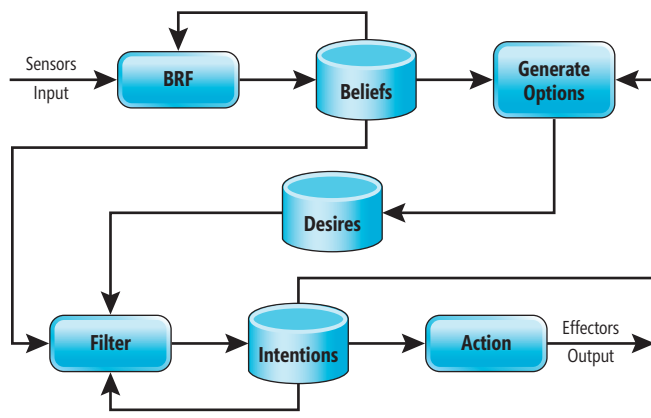 Sensors
Input
BRF
Beliefs
Generate
Options
Desires
Filter
Intentions
Action
Effectors
Output